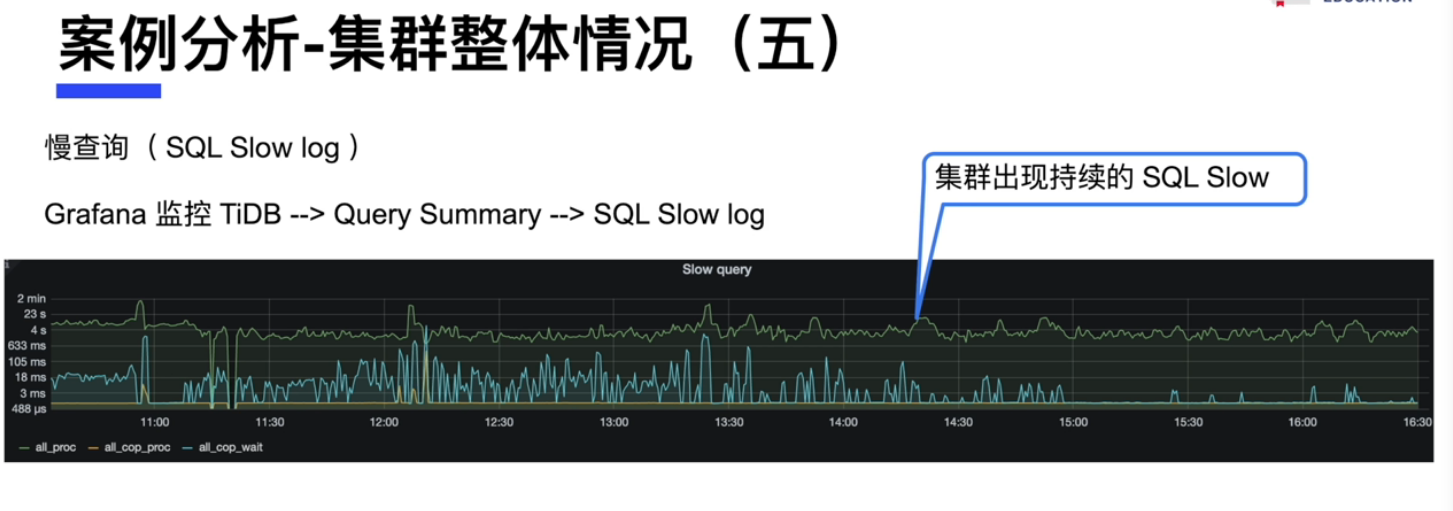 EDUCATION
案例分析-集群整体情况（五）
慢查询（ SQL Slow log ）
集群出现持续的 SQL Slow
Grafana 监控 TiDB --> Query Summary --> SQL Slow log
Slow query
2 min
23 s
4 s
633 ms
105 ms
18 ms
3 ms
488 µs
11:00 11:30 12:00 12:30 13:00 13:30 14:00 14:30 15:00 15:30 16:00 16:30
all_proc all_cop_proc all_cop_wait